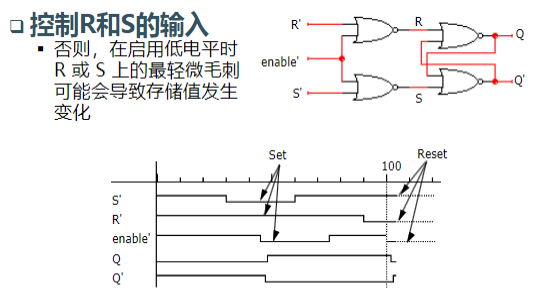 控制R和S的输入
否则，在启用低电平时
R 或 S 上的最轻微毛刺
可能会导致存储值发生
变化
R'
R
Q
enable'
S'
S
Q'
Set
100
Reset
S'
R'
enable'
Q
Q'